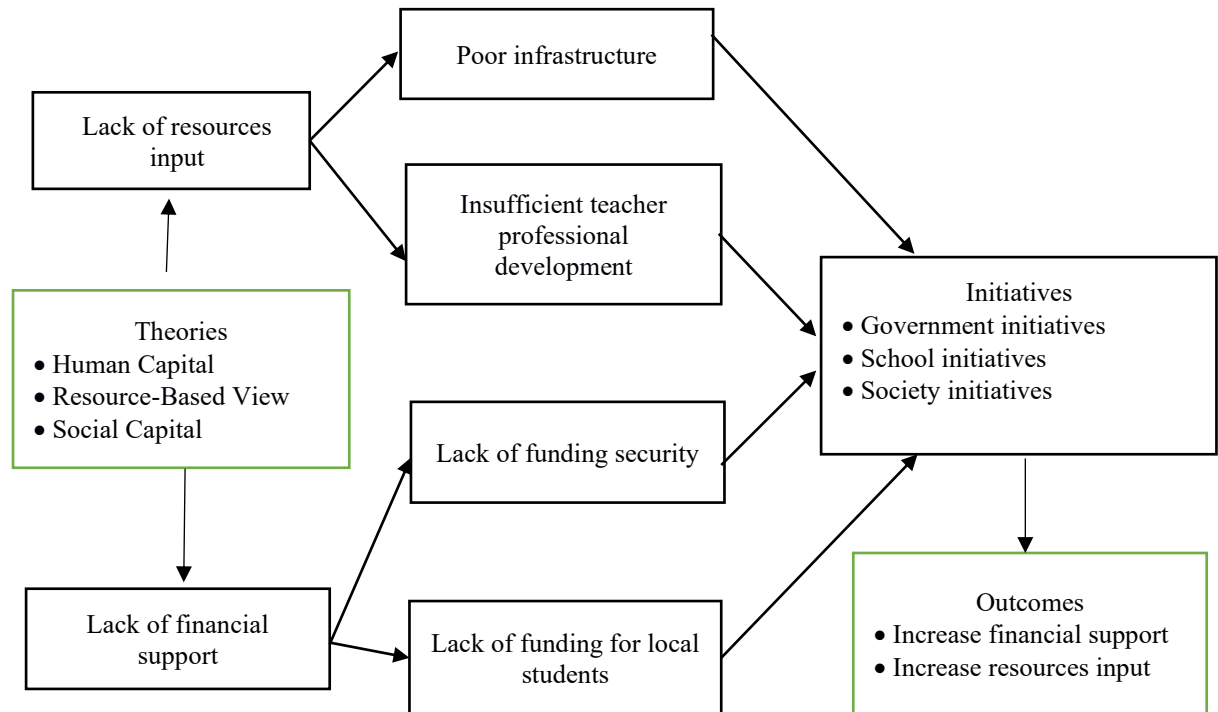 Poor infrastructure
Lack of resources
input
Insufficient teacher
professional
development
Theories
• Human Capital
• Resource-Based View
• Social Capital
Initiatives
• Government initiatives
• School initiatives
• Society initiatives
Lack of funding security
Lack of financial
support
Lack of funding for local
students
Outcomes
• Increase financial support
• Increase resources input